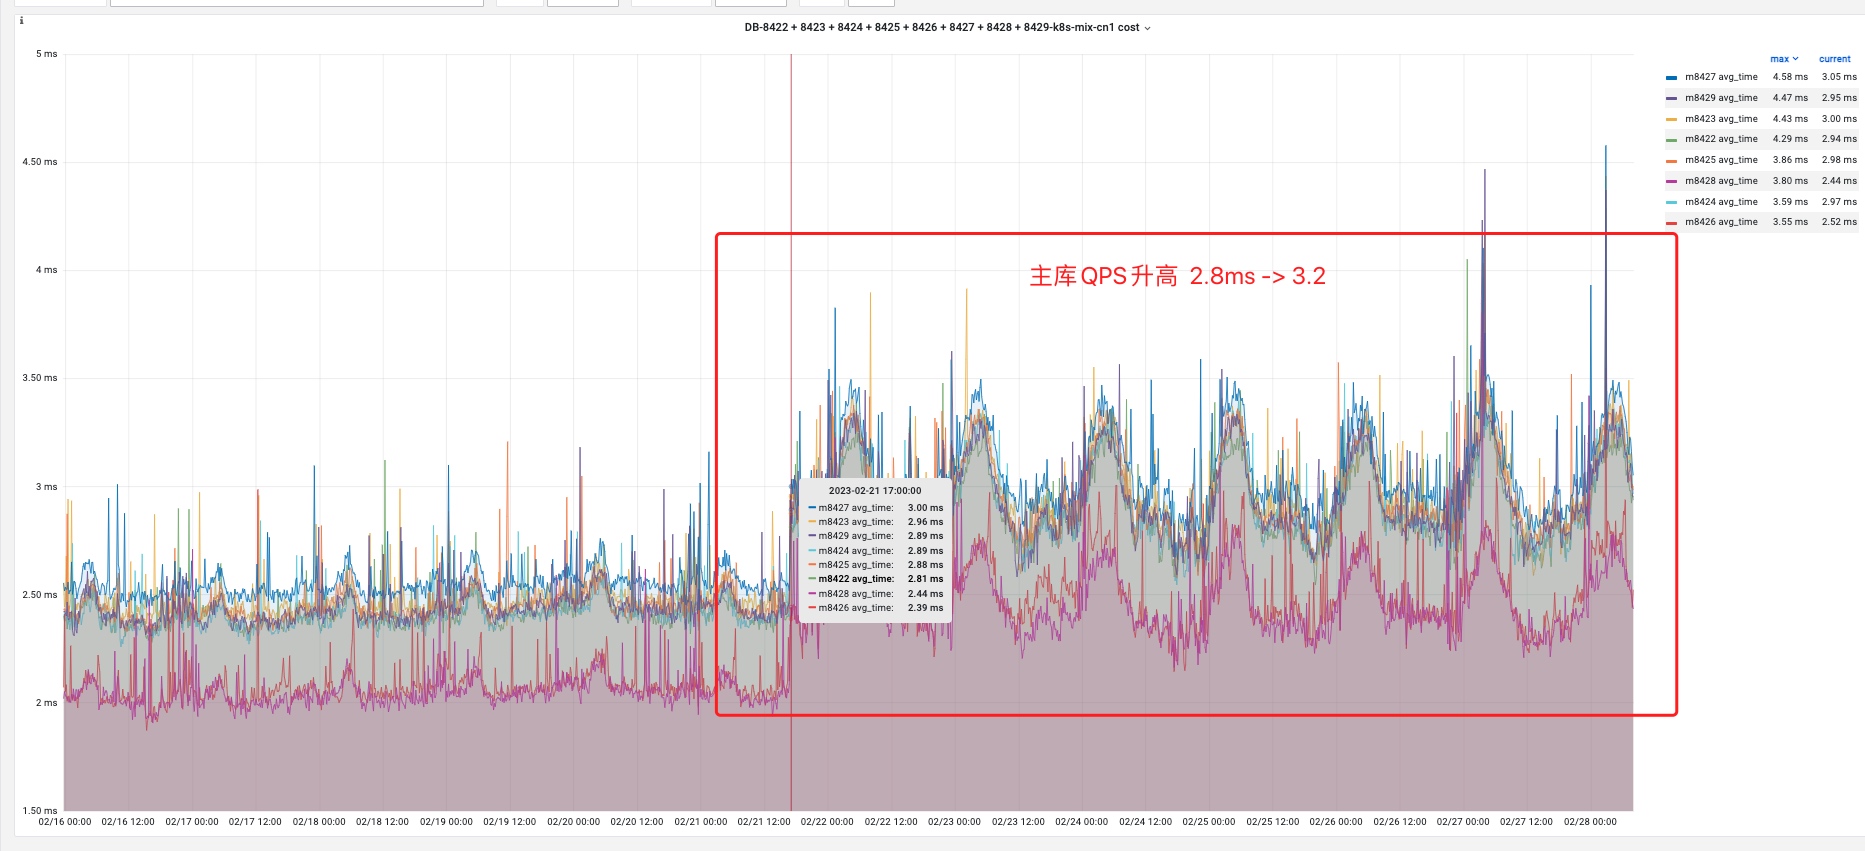 i
DB-8422 + 8423 + 8424 + 8425 + 8426 + 8427 + 8428 + 8429-k8s-mix-cn1 cost
5 ms
4.50 ms
4 ms
3.50 ms
3 ms
2.50 ms
2 ms
1.50 ms
主库QPS升高 2.8ms -> 3.2
2023-02-21 17:00:00
m8427 avg_time: 3.00 ms
m8423 avg_time: 2.96 ms
m8429 avg_time: 2.89 ms
m8424 avg_time: 2.89 ms
m8425 avg_time: 2.88 ms
m8422 avg_time: 2.81 ms
m8428 avg_time: 2.44 ms
m8426 avg_time: 2.39 ms
02/16 00:00 02/16 12:00 02/17 00:00 02/17 12:00 02/18 00:00 02/18 12:00 02/19 00:00 02/19 12:00 02/20 00:00 02/20 12:00 02/21 00:00 02/21 12:00 02/22 00:00 02/22 12:00 02/23 00:00 02/23 12:00 02/24 00:00 02/24 12:00 02/25 00:00 02/25 12:00 02/26 00:00 02/26 12:00 02/27 00:00 02/27 12:00 02/28 00:00
max current
m8427 avg_time 4.58 ms 3.05 ms
m8429 avg_time 4.47 ms 2.95 ms
m8423 avg_time 4.43 ms 3.00 ms
m8422 avg_time 4.29 ms 2.94 ms
m8425 avg_time 3.86 ms 2.98 ms
m8428 avg_time 3.80 ms 2.44 ms
m8424 avg_time 3.59 ms 2.97 ms
m8426 avg_time 3.55 ms 2.52 ms